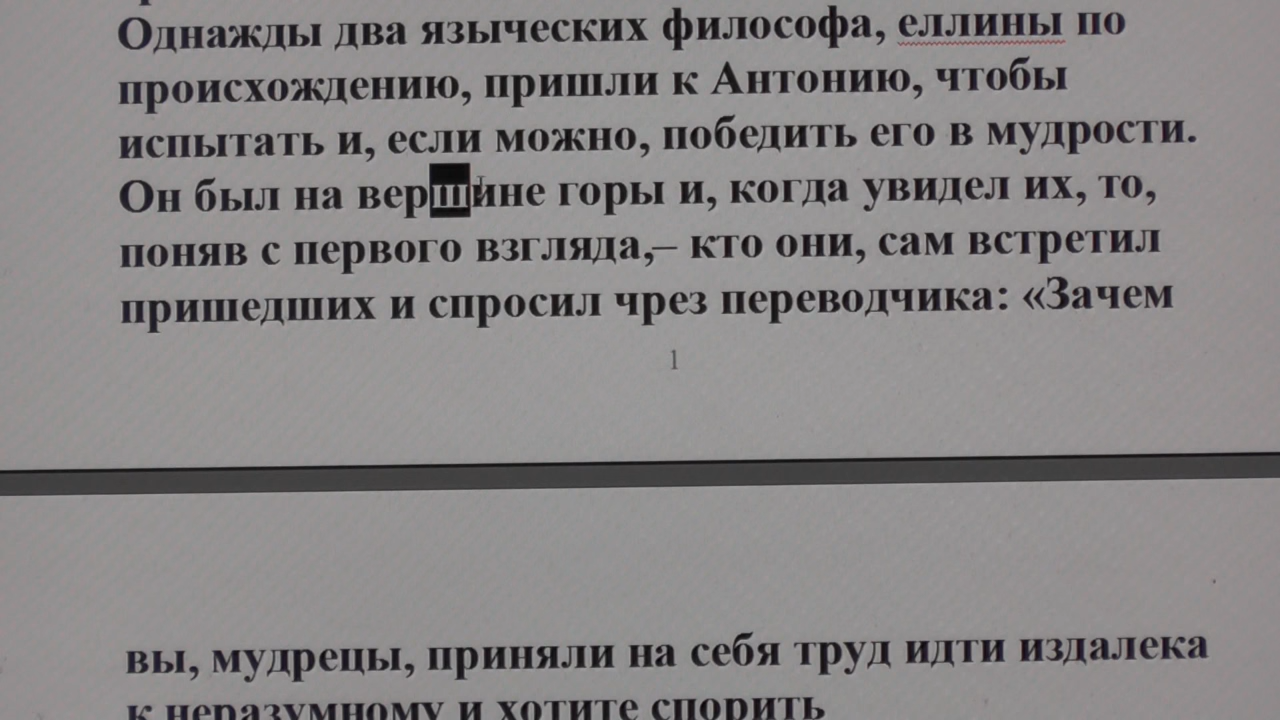 Однажды два языческих философа, еллины по
происхождению, пришли к Антонию, чтобы
испытать и, если можно, победить его в мудрости.
Он был на вершине горы и, когда увидел их, то,
поняв с первого взгляда,– кто они, сам встретил
пришедших и спросил чрез переводчика: «Зачем
1
вы, мудрецы, приняли на себя труд идти издалека
к неразумному и хотите спорить